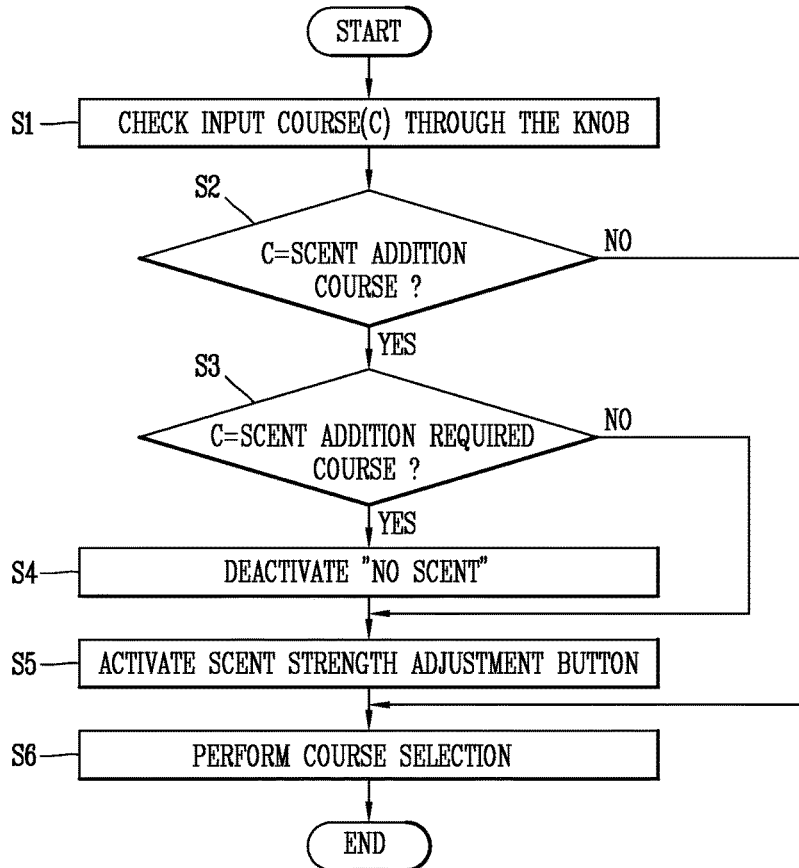 START
S1
CHECK INPUT COURSE(C) THROUGH THE KNOB
S2
C=SCENT ADDITION
COURSE ?
NO
YES
S3
C=SCENT ADDITION REQUIRED
COURSE ?
NO
YES
S4
DEACTIVATE "NO SCENT"
S5
ACTIVATE SCENT STRENGTH ADJUSTMENT BUTTON
S6
PERFORM COURSE SELECTION
END